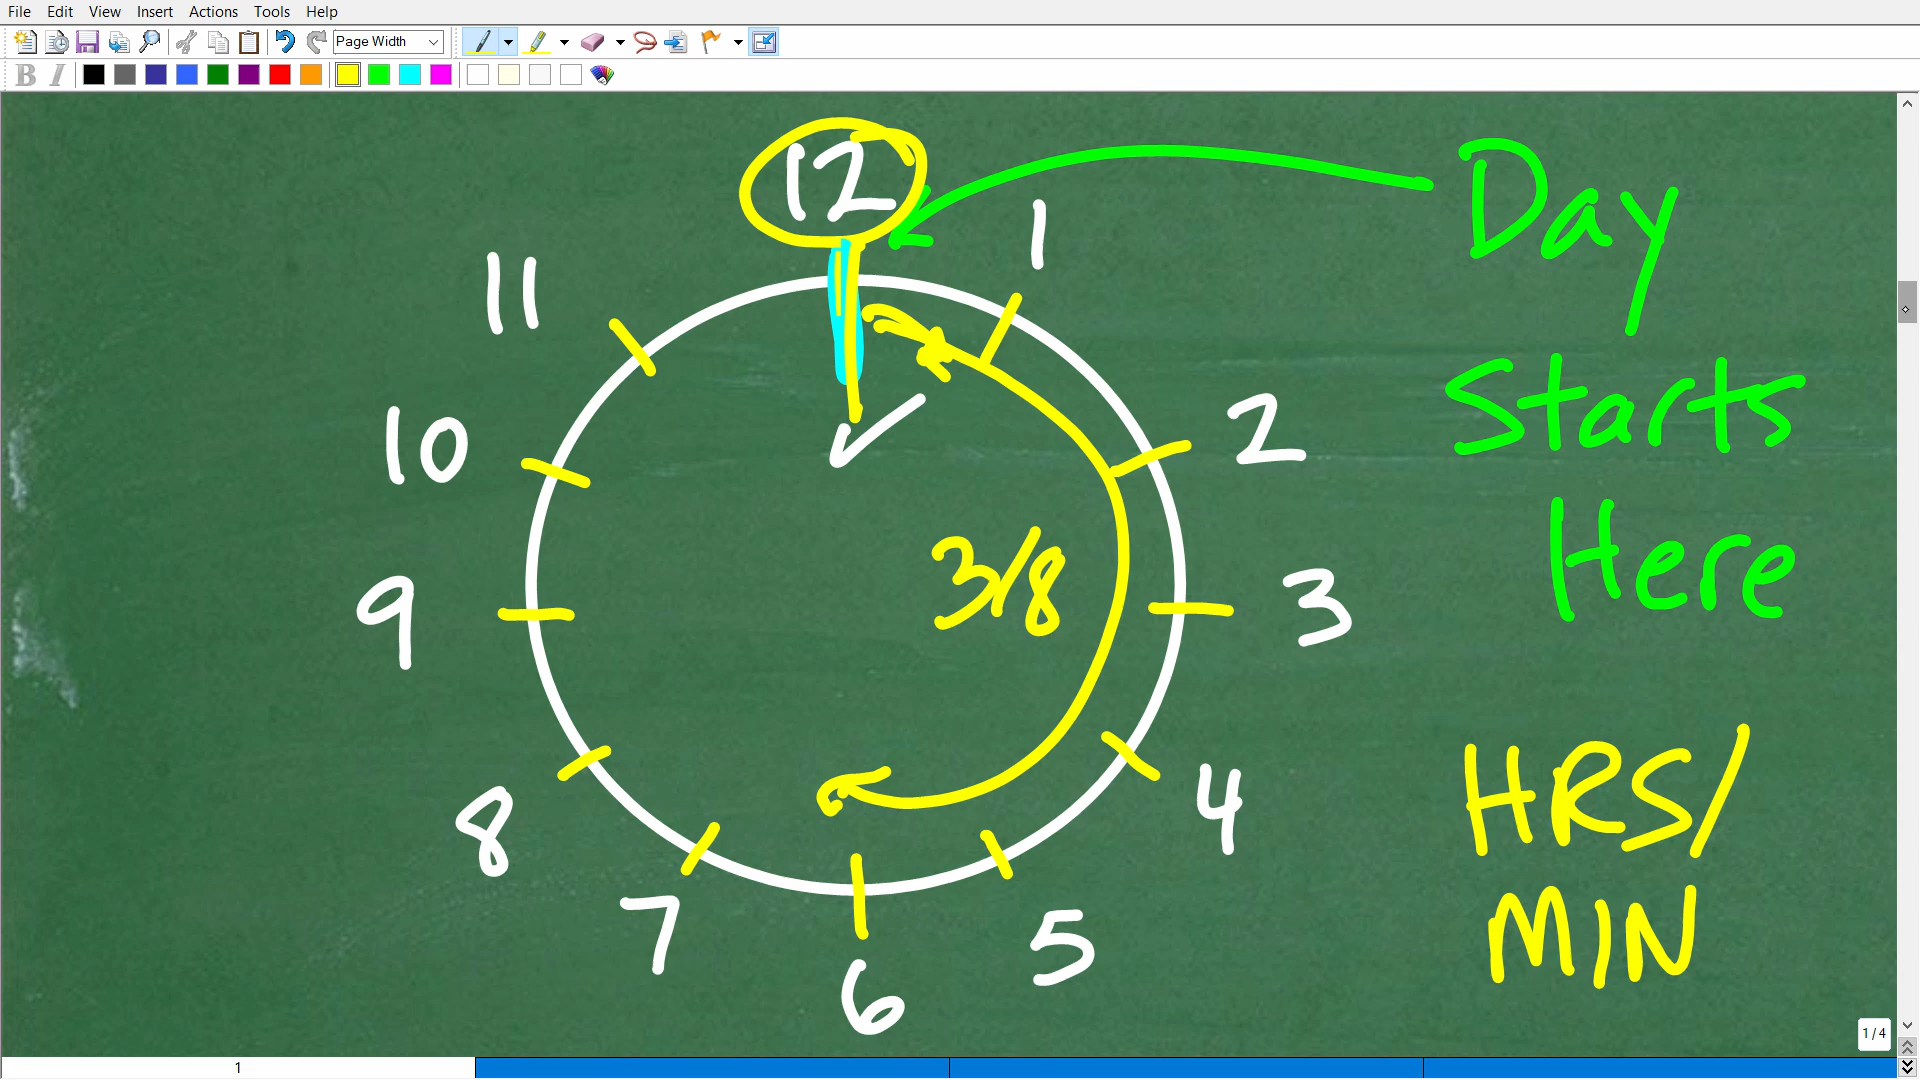 File Edit View Insert Actions Tools Help
Page Width
B I
12
1
11
2
10
3/8
3
9
4
8
5
7
6
Day
Starts
Here
HRS/
MIN
1 / 4
1